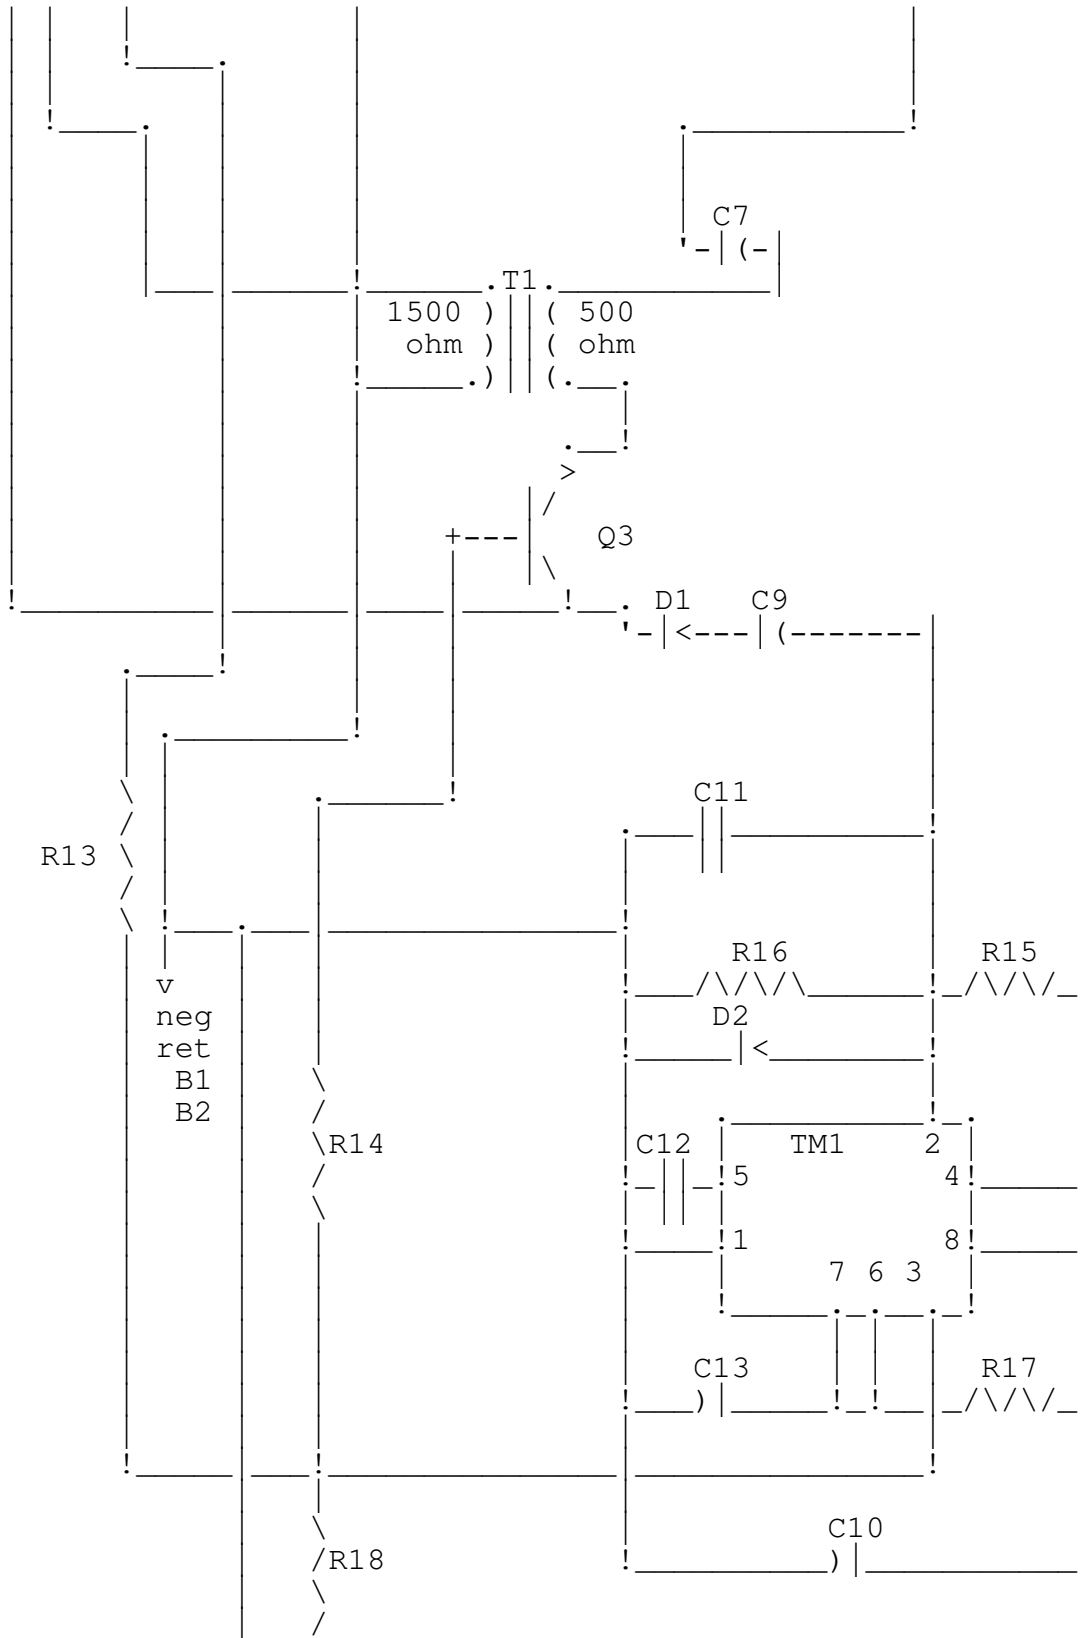 C7
T1
1500 500
ohm ohm
Q3
D1 C9
C11
R13
R16 R15
v
neg D2
ret
B1
B2
R14 C12 TM1 2
5 4
1 8
7 6 3
C13 R17
C10
R18